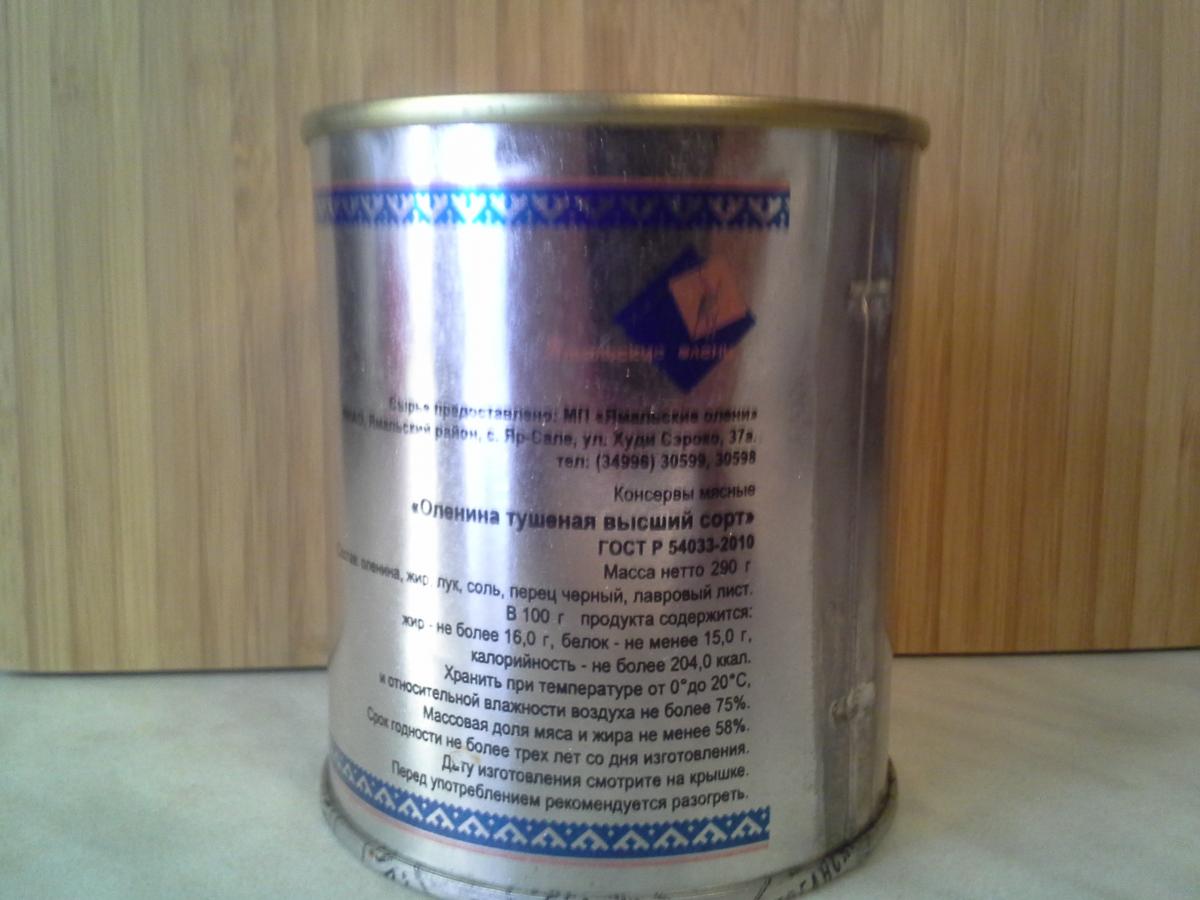 Ямальские олени
Сырье предоставлено: МП «Ямальские олени»
Ямальский район, с. Яр-Сале, ул. Худи Сэроко, 37а.
тел: (34996) 30599, 30598
Консервы мясные
«Оленина тушеная высший сорт»
ГОСТ Р 54033-2010
Масса нетто 290 г
Состав: оленина, жир, лук, соль, перец черный, лавровый лист.
В 100 г продукта содержится:
жир - не более 16,0 г, белок - не менее 15,0 г,
калорийность - не более 204,0 ккал.
Хранить при температуре от 0° до 20°С,
и относительной влажности воздуха не более 75%.
Массовая доля мяса и жира не менее 58%.
Срок годности не более трех лет со дня изготовления.
Дату изготовления смотрите на крышке.
Перед употреблением рекомендуется разогреть.